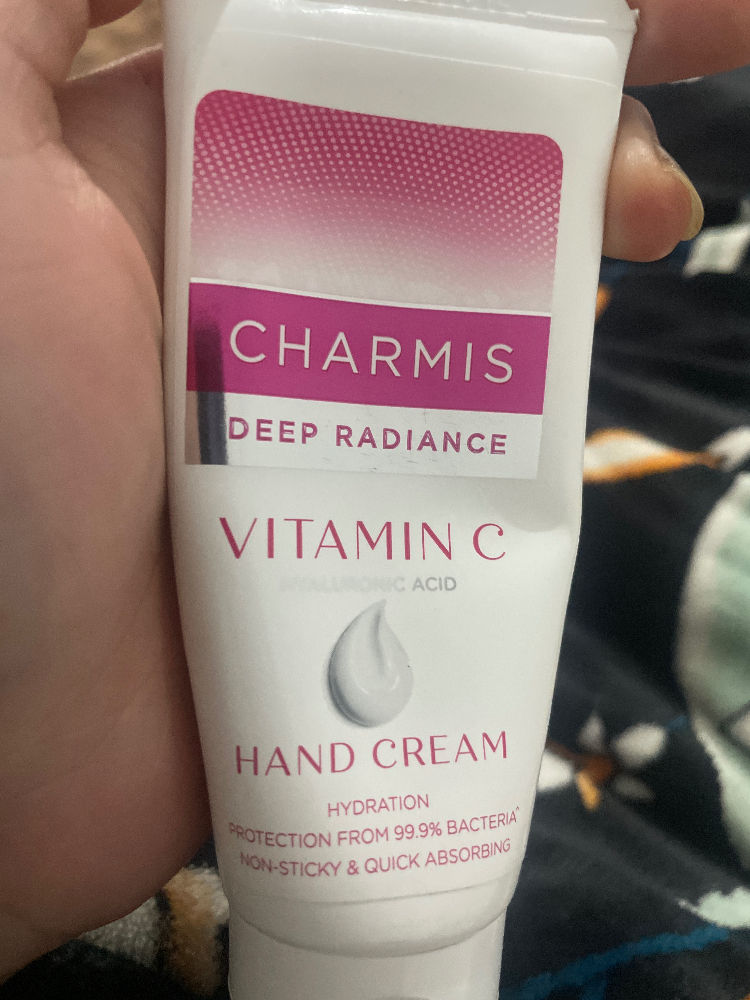 CHARMIS
DEEP RADIANCE
VITAMIN C
HYALURONIC ACID
HAND CREAM
HYDRATION
PROTECTION FROM 99.9% BACTERIA^
NON-STICKY & QUICK ABSORBING